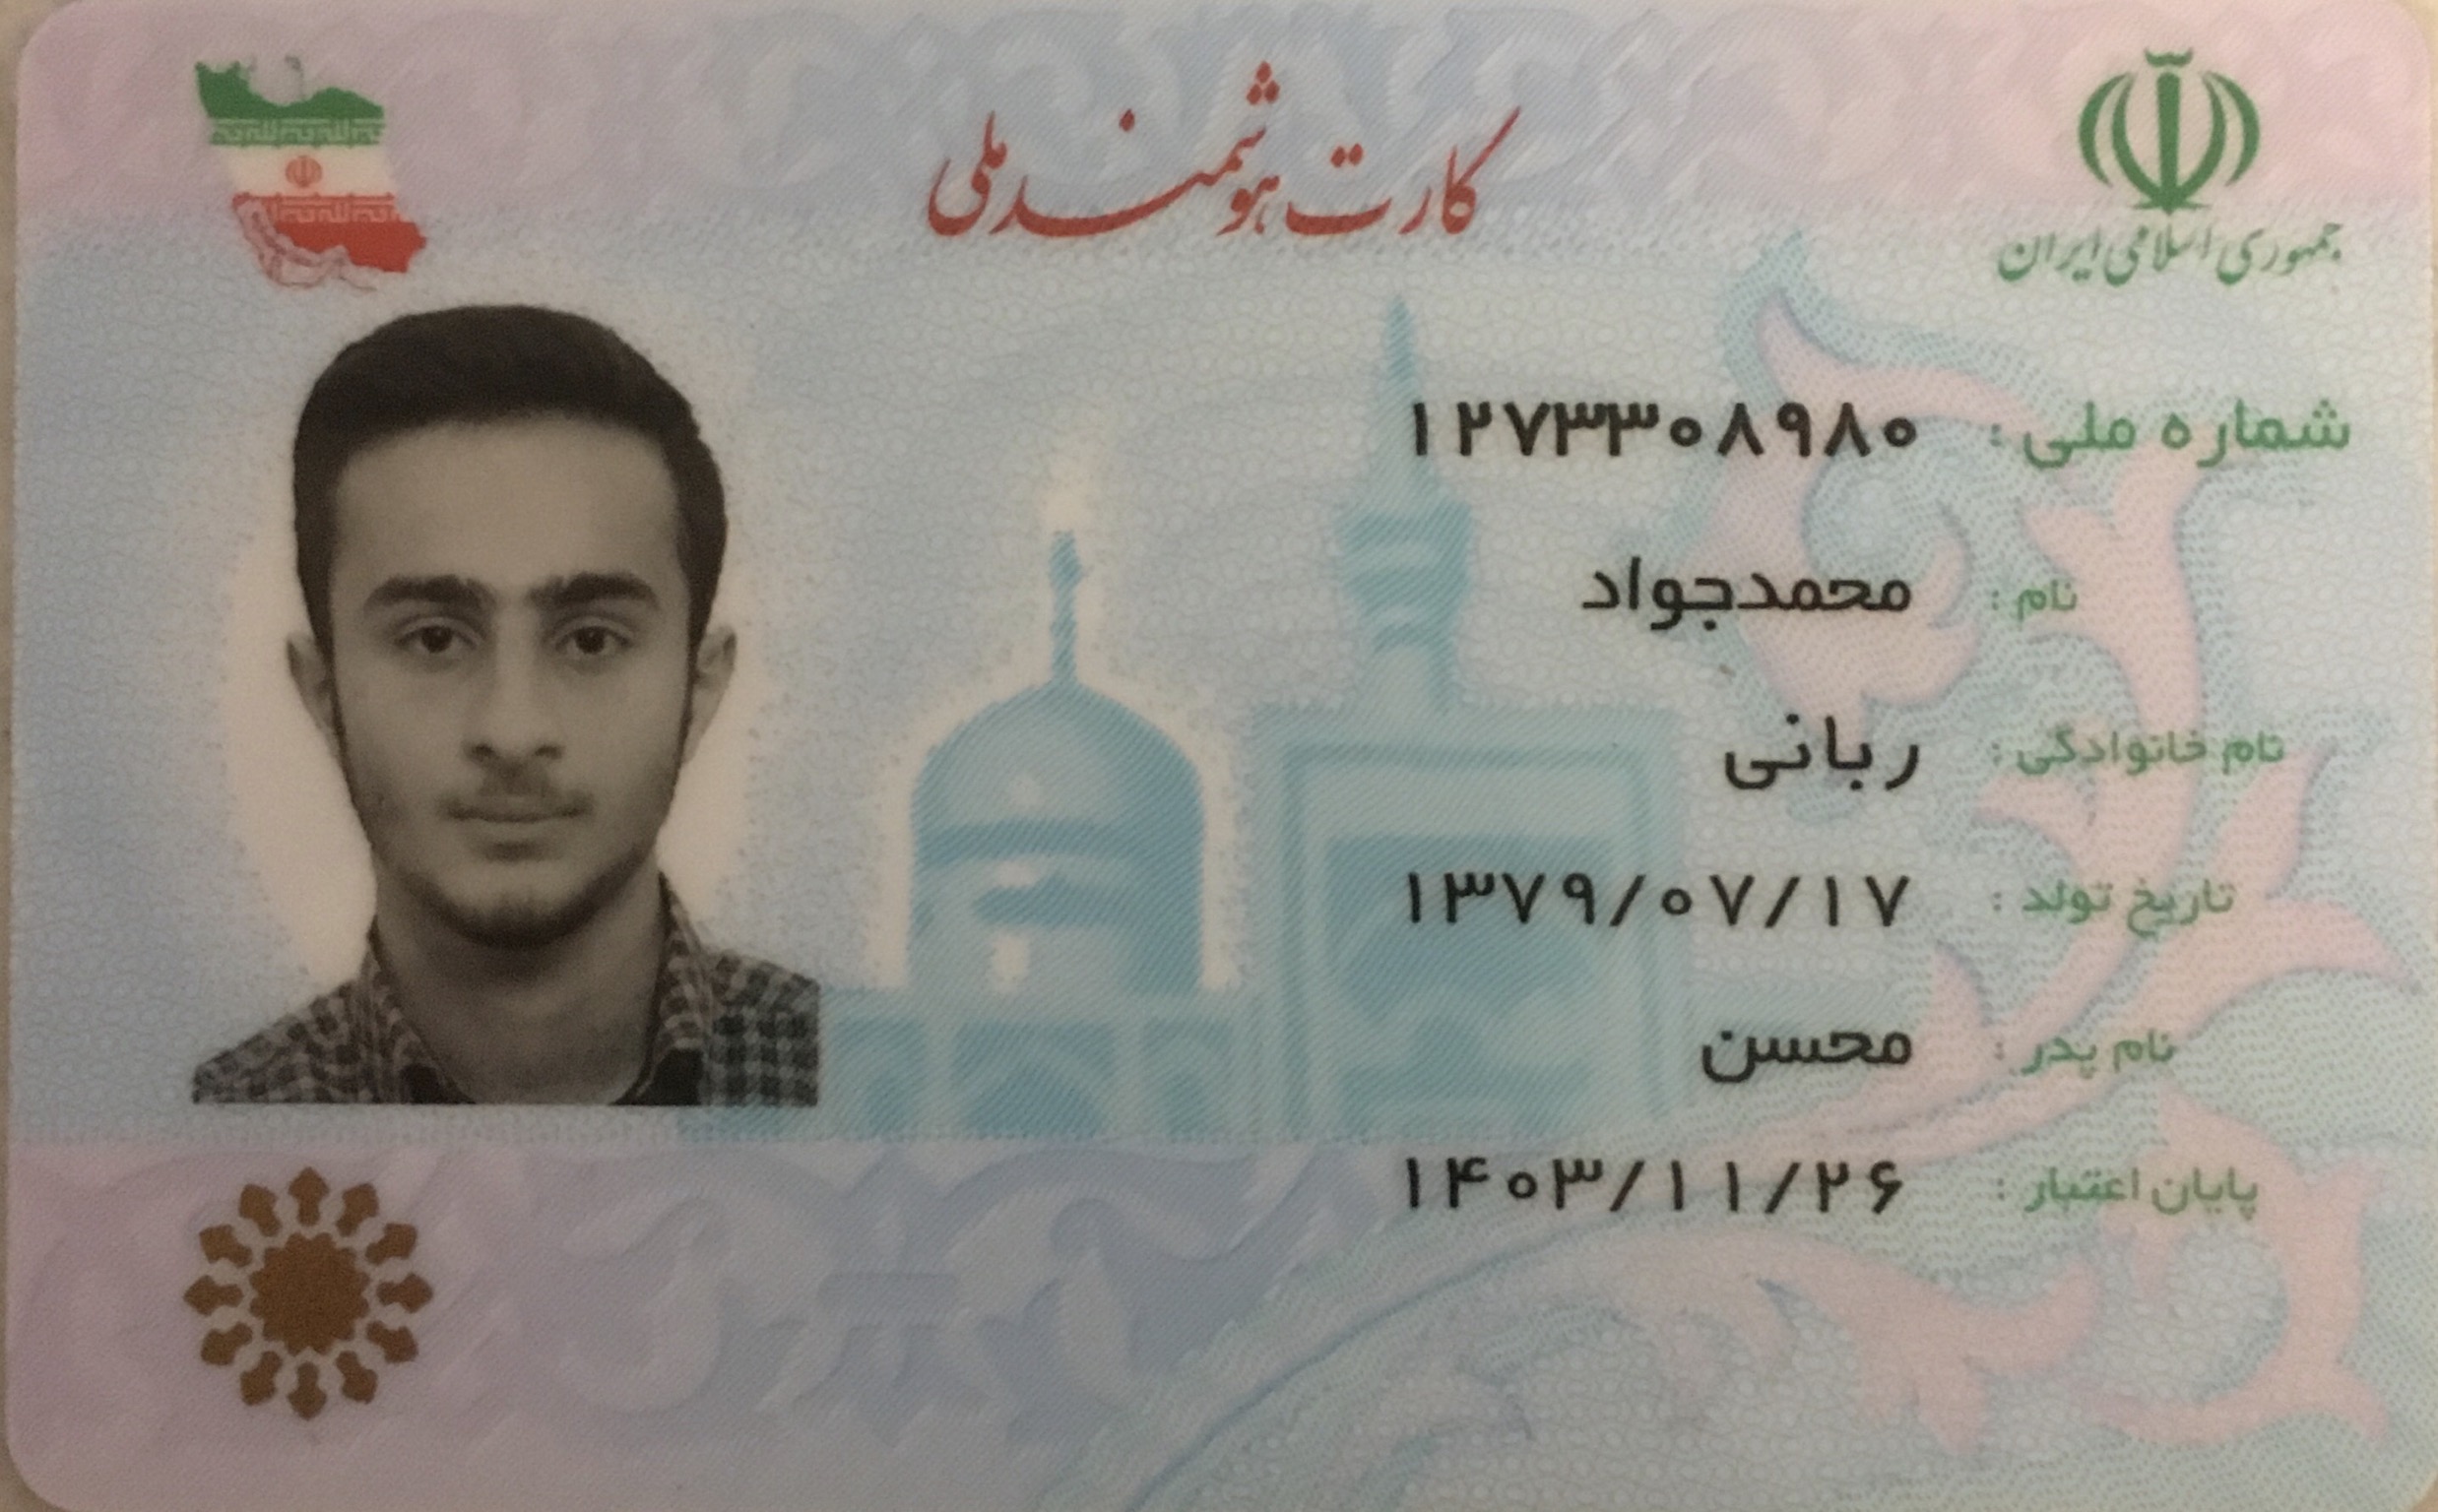 کارت هوشمند ملی
جمهوری اسلامی ایران
شماره ملی : ۱۲۷۳۳۰۸۹۸۰
نام : محمدجواد
نام خانوادگی : ربانی
تاریخ تولد : ۱۳۷۹/۰۷/۱۷
نام پدر : محسن
پایان اعتبار : ۱۴۰۳/۱۱/۲۶